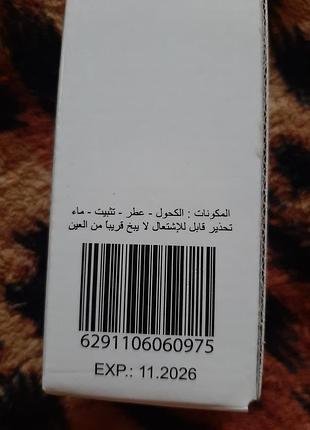 المكونات : الكحول - عطر - تثبيت - ماء
تحذير قابل للإشتعال لا يبخ قريباً من العين
6291106060975
EXP.: 11.2026